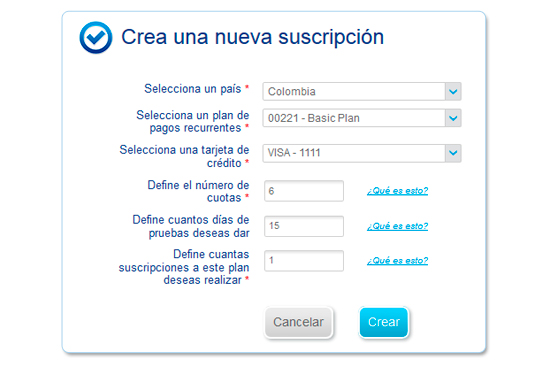 Crea una nueva suscripción
Selecciona un país *
Colombia
Selecciona un plan de
pagos recurrentes *
00221 - Basic Plan
Selecciona una tarjeta de
crédito *
VISA - 1111
Define el número de
cuotas *
6
¿Qué es esto?
Define cuantos días de
pruebas deseas dar
15
¿Qué es esto?
Define cuantas
suscripciones a este plan
deseas realizar *
1
¿Qué es esto?
Cancelar
Crear